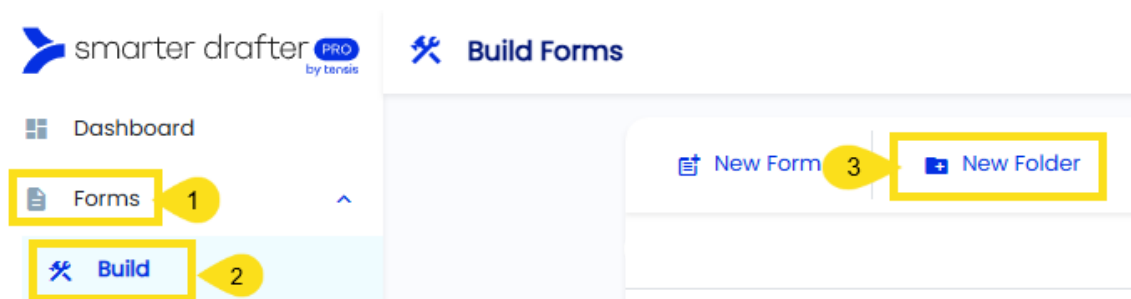 smarter drafter PRO
by tensis
Build Forms
Dashboard
New Form
3
New Folder
Forms
1
Build
2